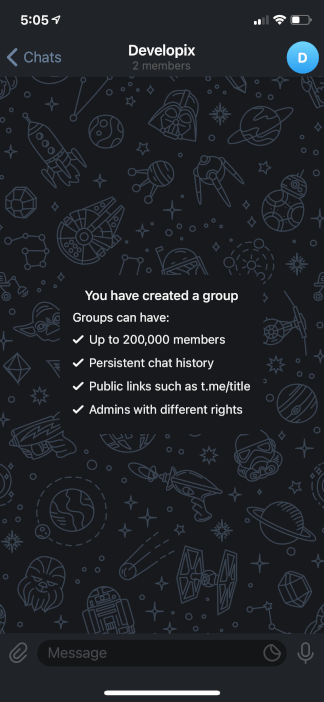 5:05
Chats
Developix
2 members
D
You have created a group
Groups can have:
Up to 200,000 members
Persistent chat history
Public links such as t.me/title
Admins with different rights
Message